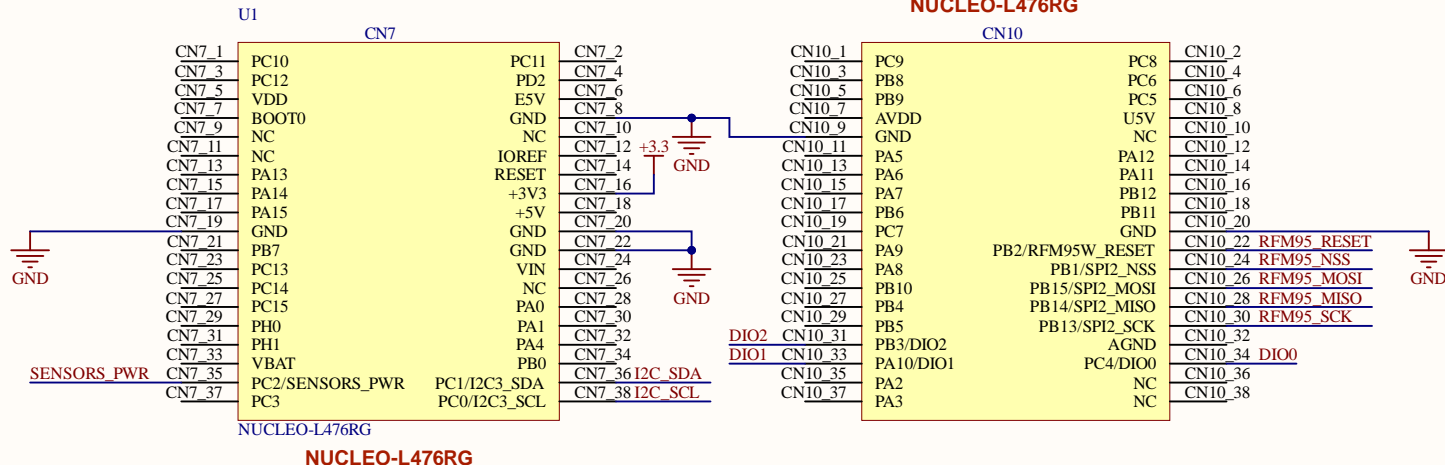 NUCLEO-L476RG
U1
CN7
CN7_1 PC10 PC11 CN7_2
CN7_3 PC12 PD2 CN7_4
CN7_5 VDD E5V CN7_6
CN7_7 BOOT0 GND CN7_8
CN7_9 NC NC CN7_10
CN7_11 NC IOREF CN7_12 +3.3
CN7_13 PA13 RESET CN7_14 GND
CN7_15 PA14 +3V3 CN7_16
CN7_17 PA15 +5V CN7_18
CN7_19 GND GND CN7_20
CN7_21 PB7 GND CN7_22
CN7_23 PC13 VIN CN7_24
GND CN7_25 PC14 NC CN7_26
CN7_27 PC15 PA0 CN7_28 GND
CN7_29 PH0 PA1 CN7_30
CN7_31 PH1 PA4 CN7_32
CN7_33 VBAT PB0 CN7_34
SENSORS_PWR CN7_35 PC2/SENSORS_PWR PC1/I2C3_SDA CN7_36 I2C_SDA
CN7_37 PC3 PC0/I2C3_SCL CN7_38 I2C_SCL
NUCLEO-L476RG
NUCLEO-L476RG
CN10
CN10_1 PC9 PC8 CN10_2
CN10_3 PB8 PC6 CN10_4
CN10_5 PB9 PC5 CN10_6
CN10_7 AVDD U5V CN10_8
CN10_9 GND NC CN10_10
CN10_11 PA5 PA12 CN10_12
CN10_13 PA6 PA11 CN10_14
CN10_15 PA7 PB12 CN10_16
CN10_17 PB6 PB11 CN10_18
CN10_19 PC7 GND CN10_20
CN10_21 PA9 PB2/RFM95W_RESET CN10_22 RFM95_RESET
CN10_23 PA8 PB1/SPI2_NSS CN10_24 RFM95_NSS
CN10_25 PB10 PB15/SPI2_MOSI CN10_26 RFM95_MOSI GND
CN10_27 PB4 PB14/SPI2_MISO CN10_28 RFM95_MISO
CN10_29 PB5 PB13/SPI2_SCK CN10_30 RFM95_SCK
DIO2 CN10_31 PB3/DIO2 AGND CN10_32
DIO1 CN10_33 PA10/DIO1 PC4/DIO0 CN10_34 DIO0
CN10_35 PA2 NC CN10_36
CN10_37 PA3 NC CN10_38